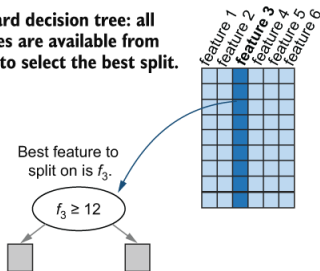 ard decision tree: all
es are available from
to select the best split.
feature 1
feature 2
feature 3
feature 4
feature 5
feature 6
Best feature to
split on is f₃.
f₃ ≥ 12